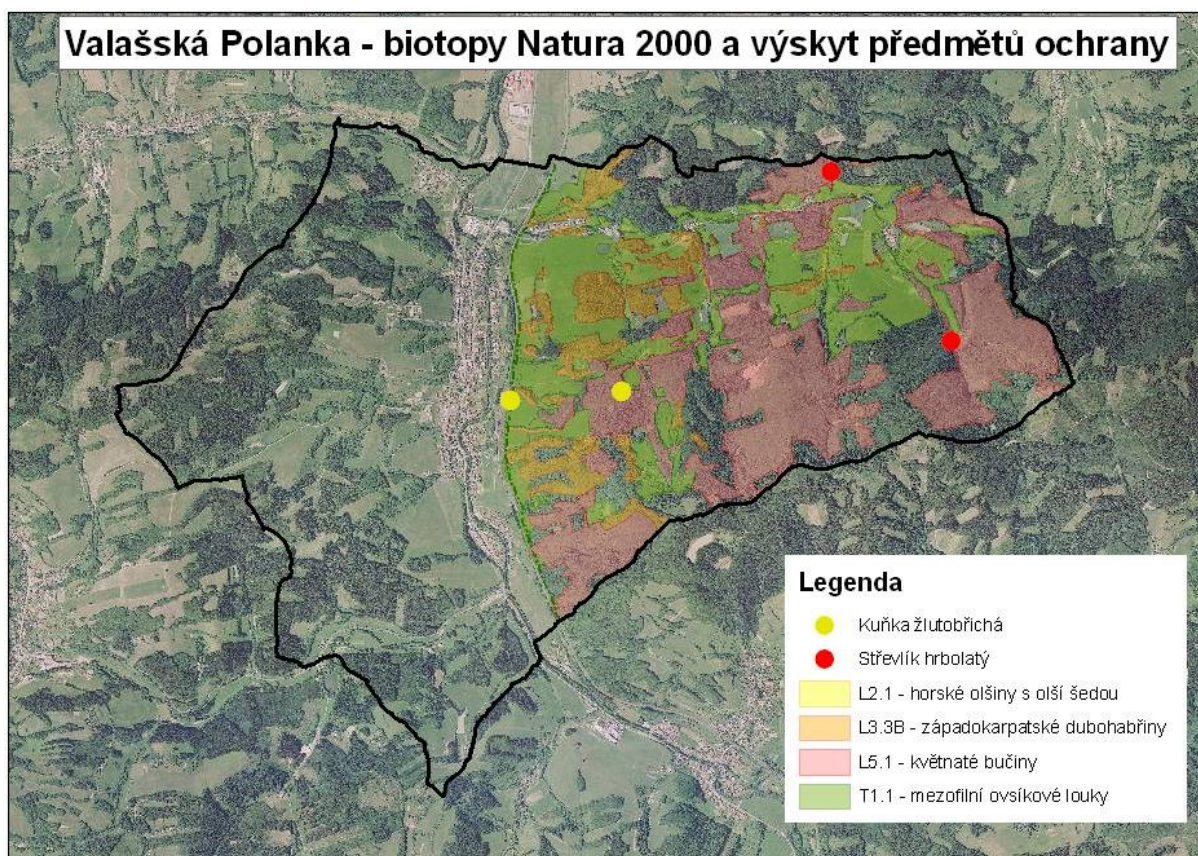 Valašská Polanka - biotopy Natura 2000 a výskyt předmětů ochrany
Legenda
Kuňka žlutobřichá
Střevlík hrbolatý
L2.1 - horské olšiny s olší šedou
L3.3B - západokarpatské dubohabřiny
L5.1 - květnaté bučiny
T1.1 - mezofilní ovsíkové louky